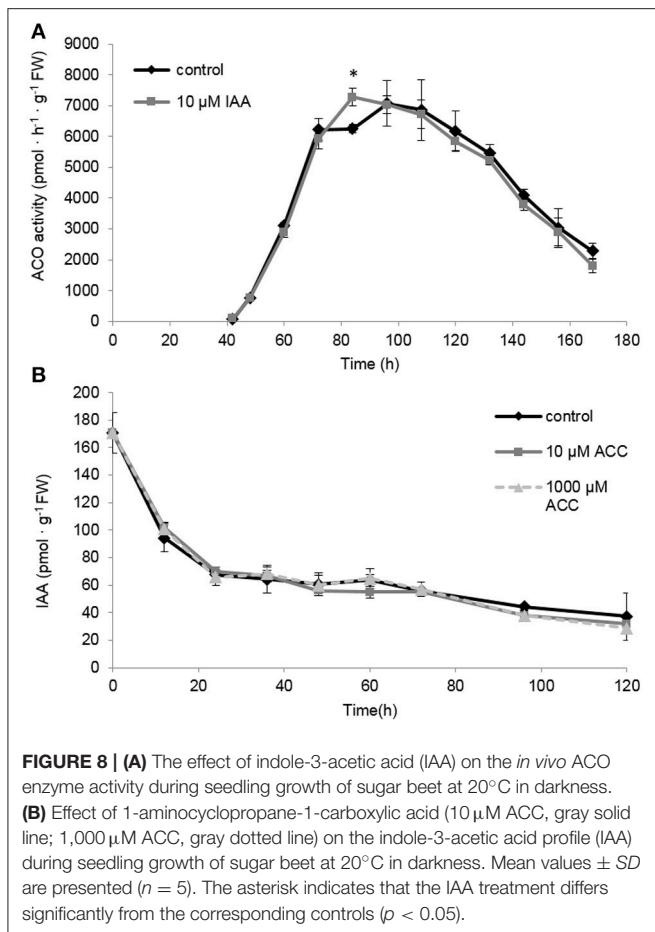 A
9000
8000
7000
6000
5000
4000
3000
2000
1000
0
ACO activity (pmol · h⁻¹ · g⁻¹ FW)
control
10 µM IAA
*
0 20 40 60 80 100 120 140 160 180
Time (h)
B
200
180
160
140
120
100
80
60
40
20
0
IAA (pmol · g⁻¹ FW)
control
10 µM ACC
1000 µM
ACC
0 20 40 60 80 100 120
Time(h)
FIGURE 8 | (A) The effect of indole-3-acetic acid (IAA) on the in vivo ACO
enzyme activity during seedling growth of sugar beet at 20°C in darkness.
(B) Effect of 1-aminocyclopropane-1-carboxylic acid (10 µM ACC, gray solid
line; 1,000 µM ACC, gray dotted line) on the indole-3-acetic acid profile (IAA)
during seedling growth of sugar beet at 20°C in darkness. Mean values ± SD
are presented (n = 5). The asterisk indicates that the IAA treatment differs
significantly from the corresponding controls (p < 0.05).